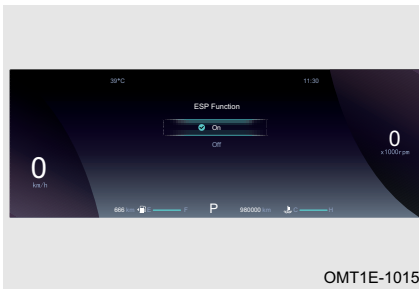 39°C 11:30
ESP Function
On
Off
0
km/h
0
x1000rpm
666 km E F P 980000 km C H
OMT1E-1015